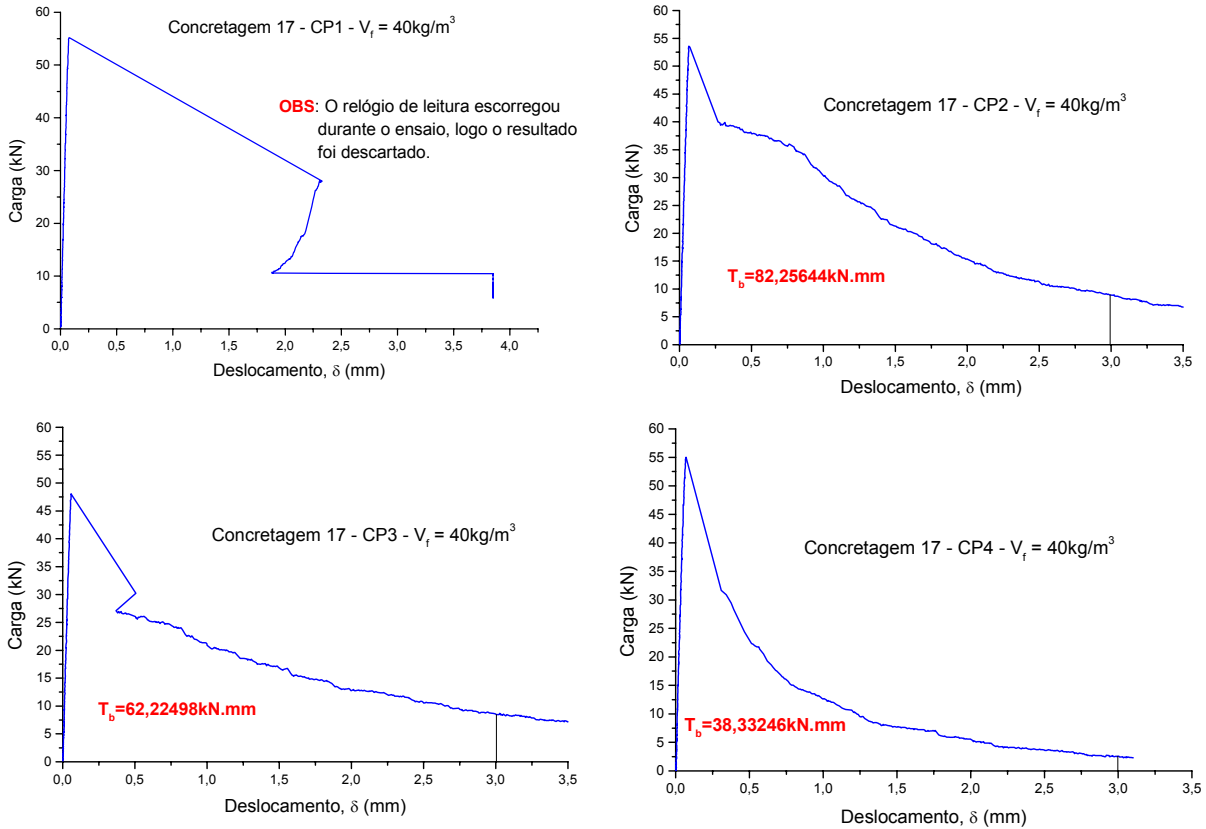 Concretagem 17 - CP1 - V_f = 40kg/m³
OBS: O relógio de leitura escorregou
durante o ensaio, logo o resultado
foi descartado.
Carga (kN)
60
50
40
30
20
10
0
0,0 0,5 1,0 1,5 2,0 2,5 3,0 3,5 4,0
Deslocamento, δ (mm)
Concretagem 17 - CP2 - V_f = 40kg/m³
T_b=82,25644kN.mm
Carga (kN)
60
55
50
45
40
35
30
25
20
15
10
5
0
0,0 0,5 1,0 1,5 2,0 2,5 3,0 3,5
Deslocamento, δ (mm)
Concretagem 17 - CP3 - V_f = 40kg/m³
T_b=62,22498kN.mm
Carga (kN)
60
55
50
45
40
35
30
25
20
15
10
5
0
0,0 0,5 1,0 1,5 2,0 2,5 3,0 3,5
Deslocamento, δ (mm)
Concretagem 17 - CP4 - V_f = 40kg/m³
T_b=38,33246kN.mm
Carga (kN)
60
55
50
45
40
35
30
25
20
15
10
5
0
0,0 0,5 1,0 1,5 2,0 2,5 3,0 3,5
Deslocamento, δ (mm)